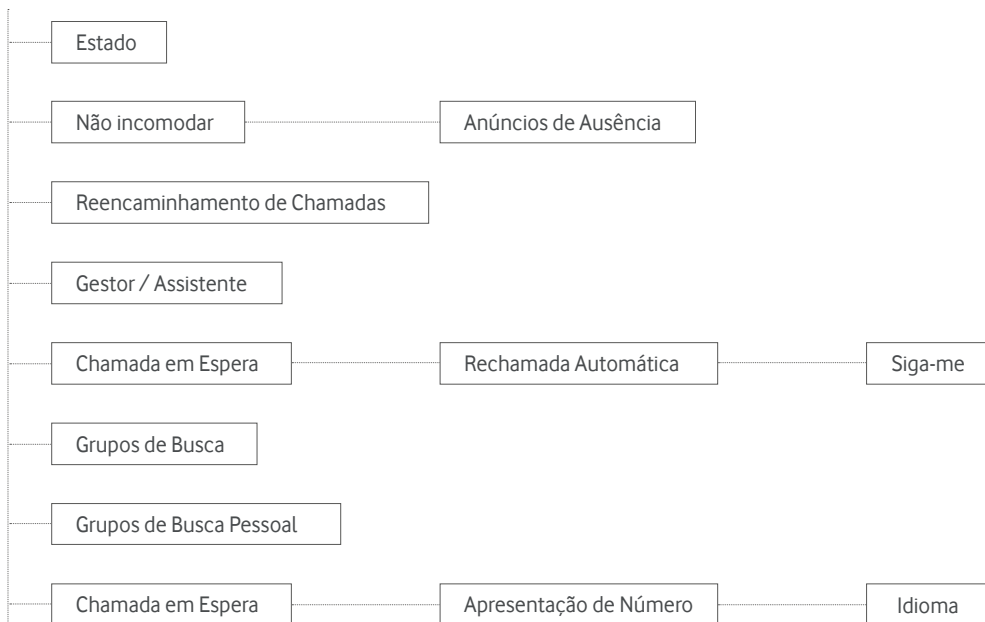 Estado
Não incomodar
Anúncios de Ausência
Reencaminhamento de Chamadas
Gestor / Assistente
Chamada em Espera
Rechamada Automática
Siga-me
Grupos de Busca
Grupos de Busca Pessoal
Chamada em Espera
Apresentação de Número
Idioma